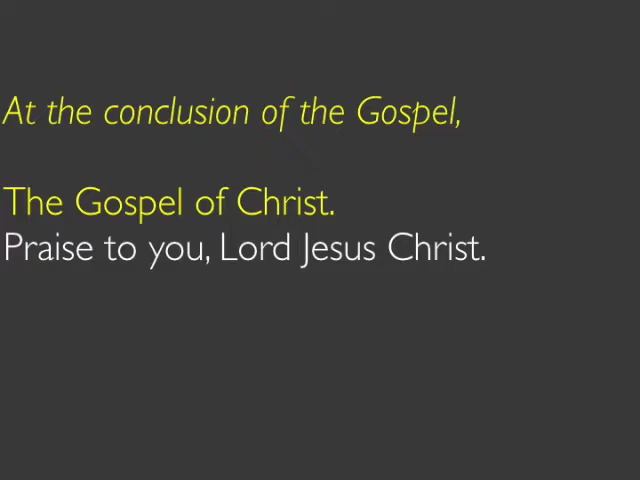 At the conclusion of the Gospel,
The Gospel of Christ.
Praise to you, Lord Jesus Christ.